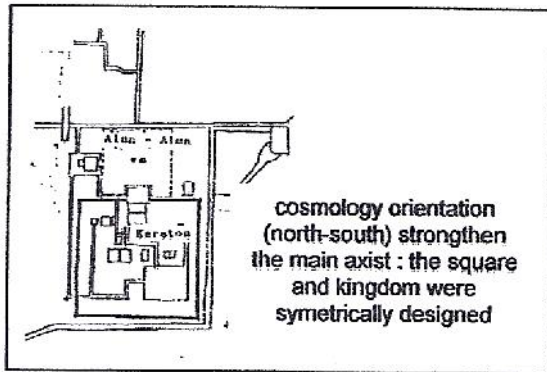 Alun - Alun
Keraton
cosmology orientation
(north-south) strengthen
the main axist : the square
and kingdom were
symetrically designed